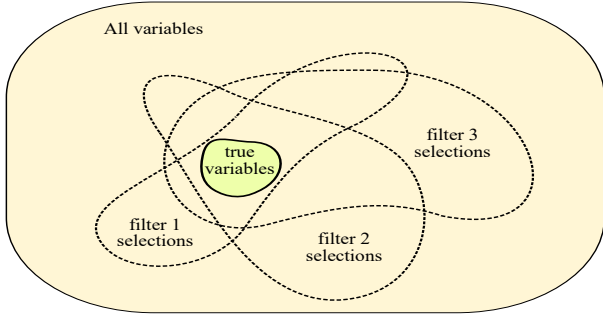 All variables
filter 3
selections
true
variables
filter 1
selections
filter 2
selections